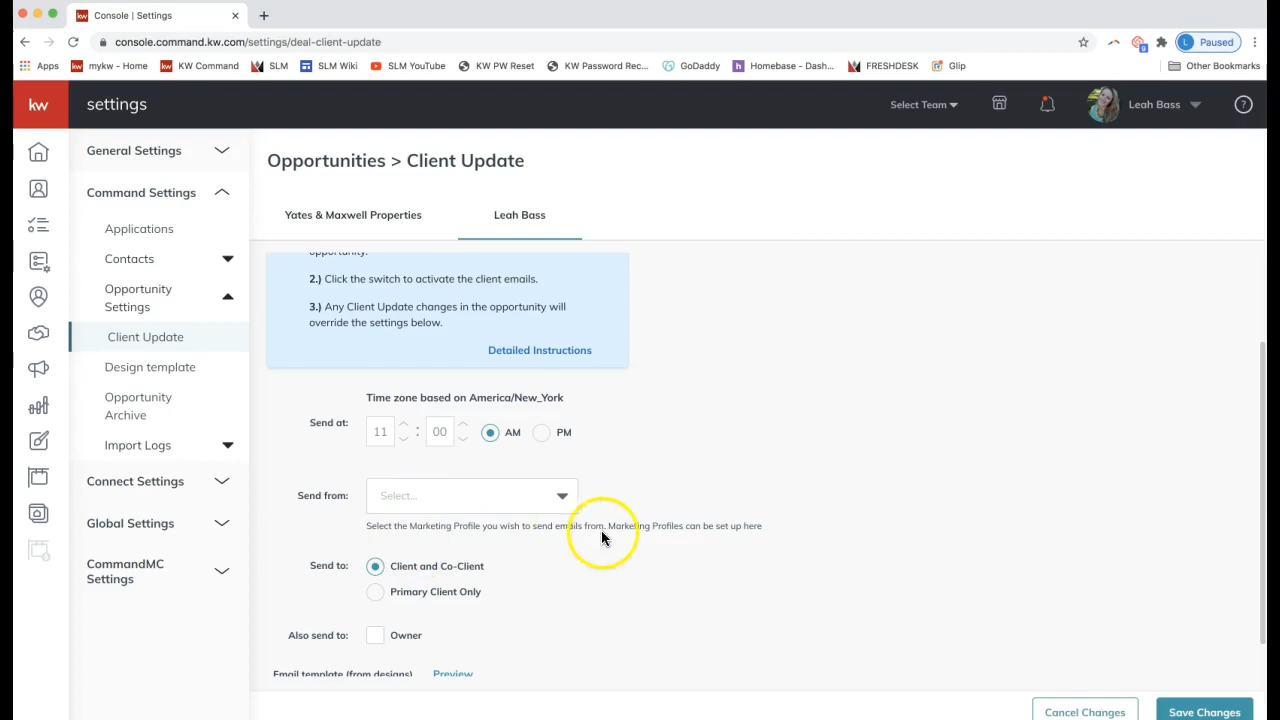 kw Console | Settings
console.command.kw.com/settings/deal-client-update
L Paused
Apps
kw mykw - Home
kw KW Command
SLM
SLM Wiki
SLM YouTube
KW PW Reset
KW Password Rec...
GoDaddy
h Homebase - Dash...
FRESHDESK
Glip
Other Bookmarks
kw settings
Select Team
Leah Bass
?
General Settings
Command Settings
Applications
Contacts
Opportunity
Settings
Client Update
Design template
Opportunity
Archive
Import Logs
Connect Settings
Global Settings
CommandMC
Settings
Opportunities > Client Update
Yates & Maxwell Properties
Leah Bass
opportunity.
2.) Click the switch to activate the client emails.
3.) Any Client Update changes in the opportunity will
override the settings below.
Detailed Instructions
Time zone based on America/New_York
Send at: 11 : 00 AM PM
Send from: Select...
Select the Marketing Profile you wish to send emails from. Marketing Profiles can be set up here
Send to: Client and Co-Client
Primary Client Only
Also send to: Owner
Email template (from designs) Preview
Cancel Changes
Save Changes